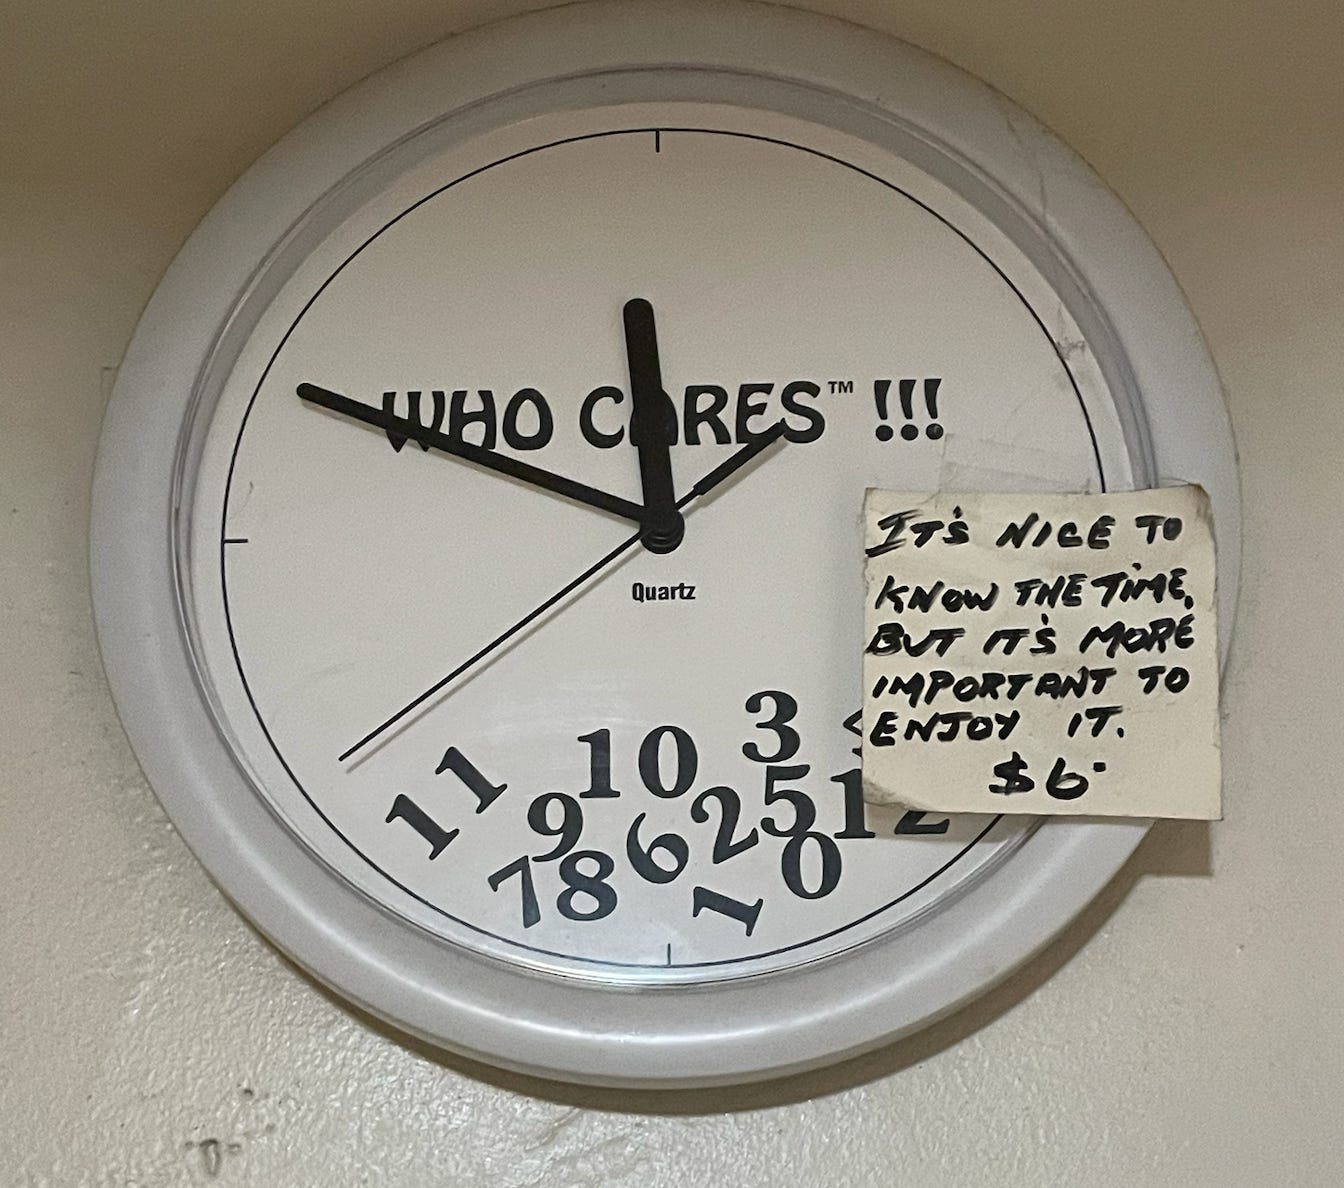 WHO CARES™ !!!
Quartz
IT'S NICE TO
KNOW THE TIME,
BUT IT'S MORE
IMPORTANT TO
ENJOY IT.
$6.
3
11 10
9 6 2 5 12
7 8 1 0